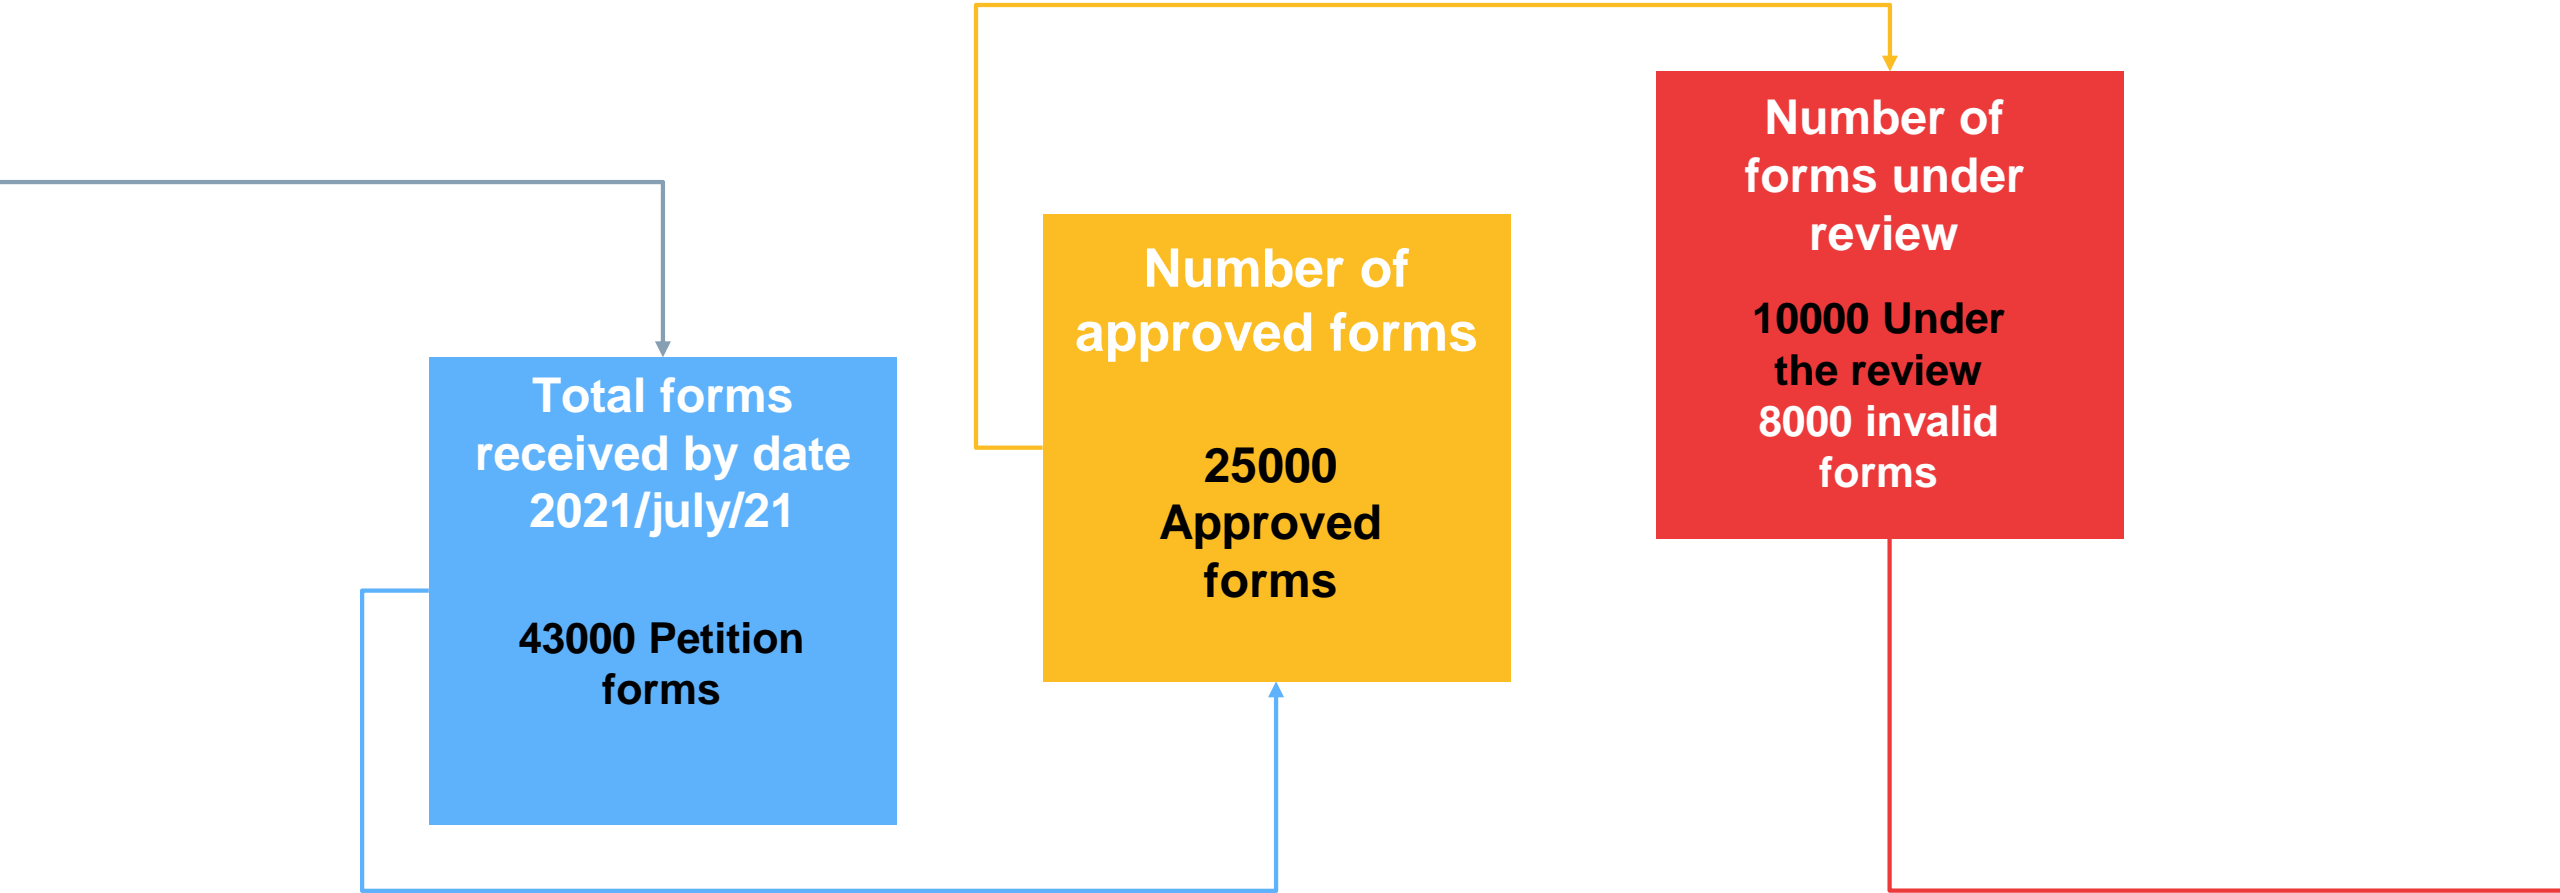 Total forms
received by date
2021/july/21
43000 Petition
forms
Number of
approved forms
25000
Approved
forms
Number of
forms under
review
10000 Under
the review
8000 invalid
forms